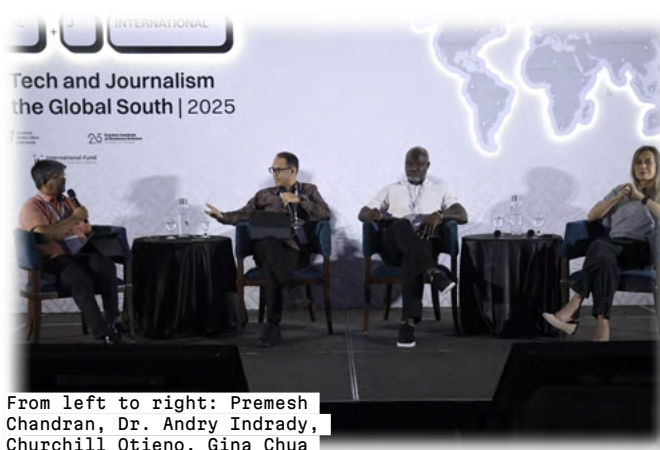 + J INTERNATIONAL
Tech and Journalism
the Global South | 2025
International Fund
From left to right: Premesh
Chandran, Dr. Andry Indrady,
Churchill Otieno, Gina Chua